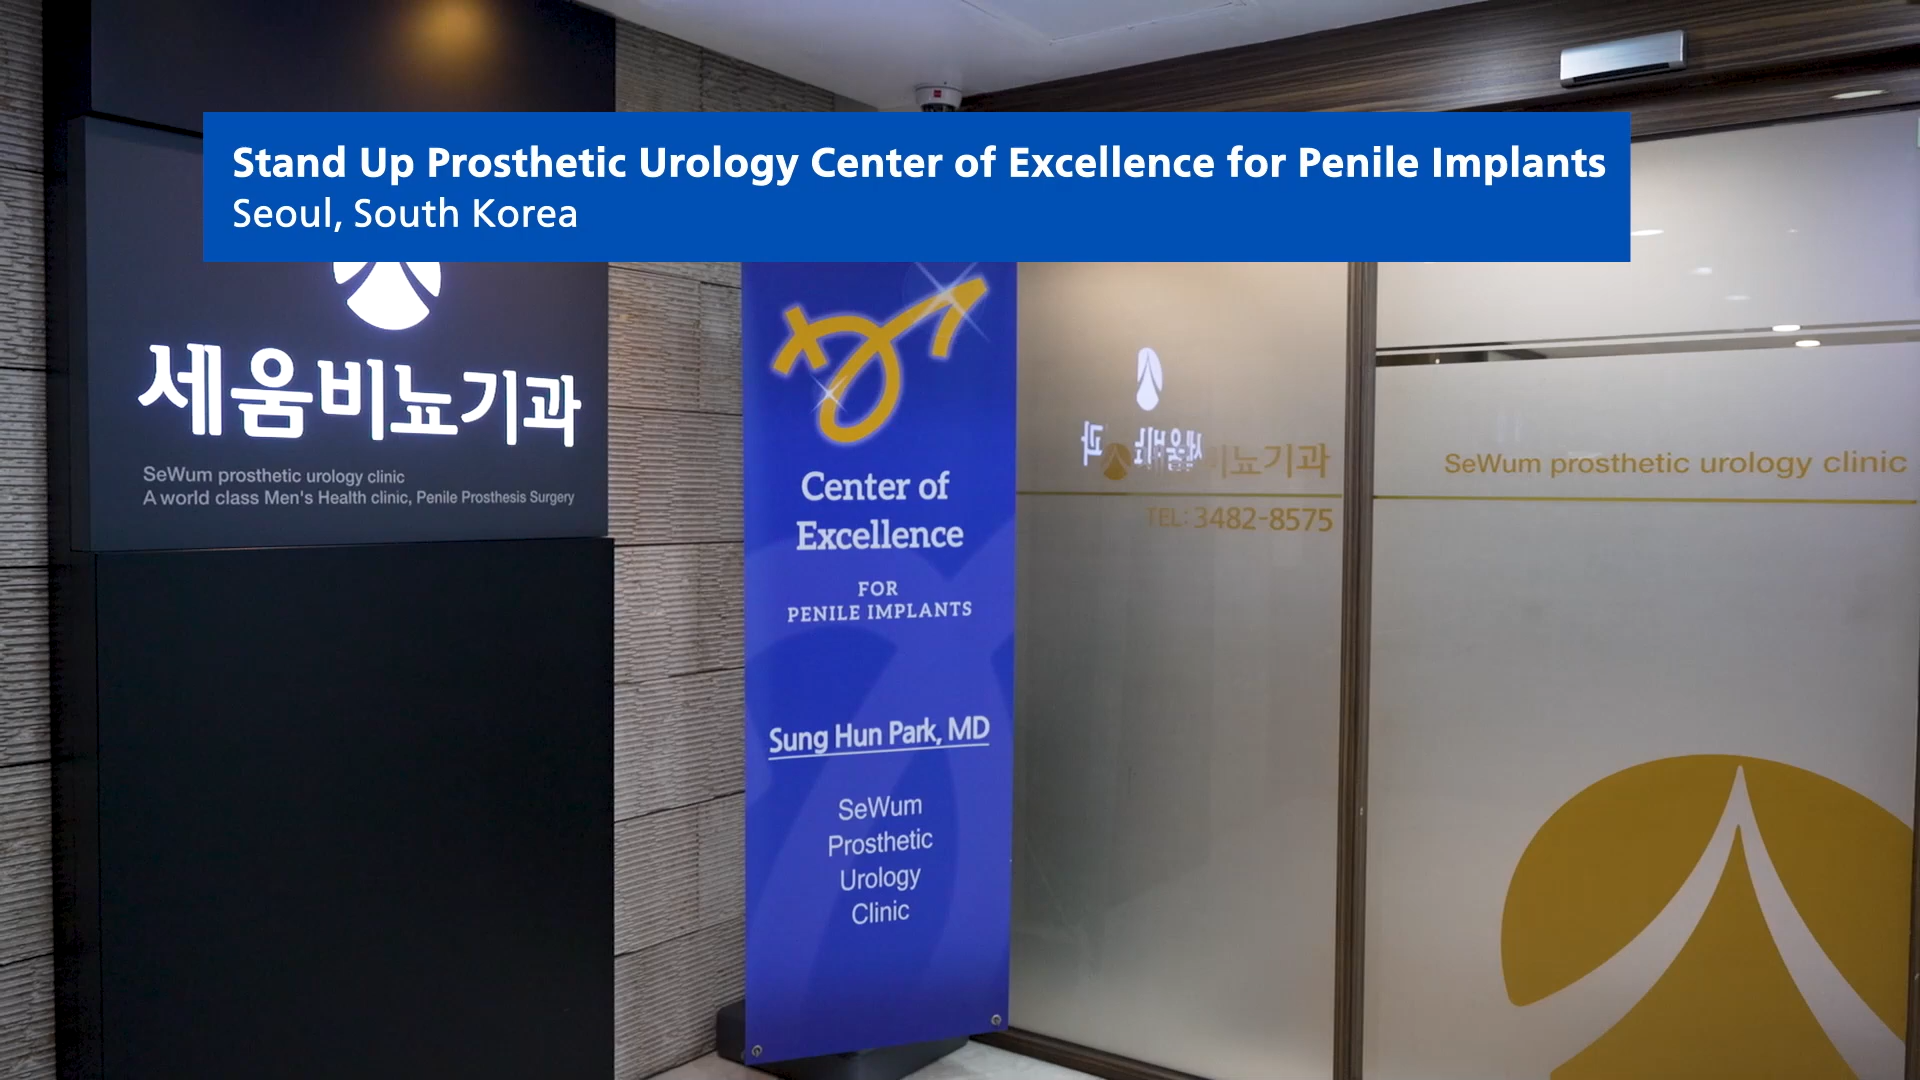 Stand Up Prosthetic Urology Center of Excellence for Penile Implants
Seoul, South Korea
세움비뇨기과
SeWum prosthetic urology clinic
A world class Men's Health clinic, Penile Prosthesis Surgery
Center of
Excellence
FOR
PENILE IMPLANTS
Sung Hun Park, MD
SeWum
Prosthetic
Urology
Clinic
비뇨기과
TEL: 3482-8575
SeWum prosthetic urology clinic